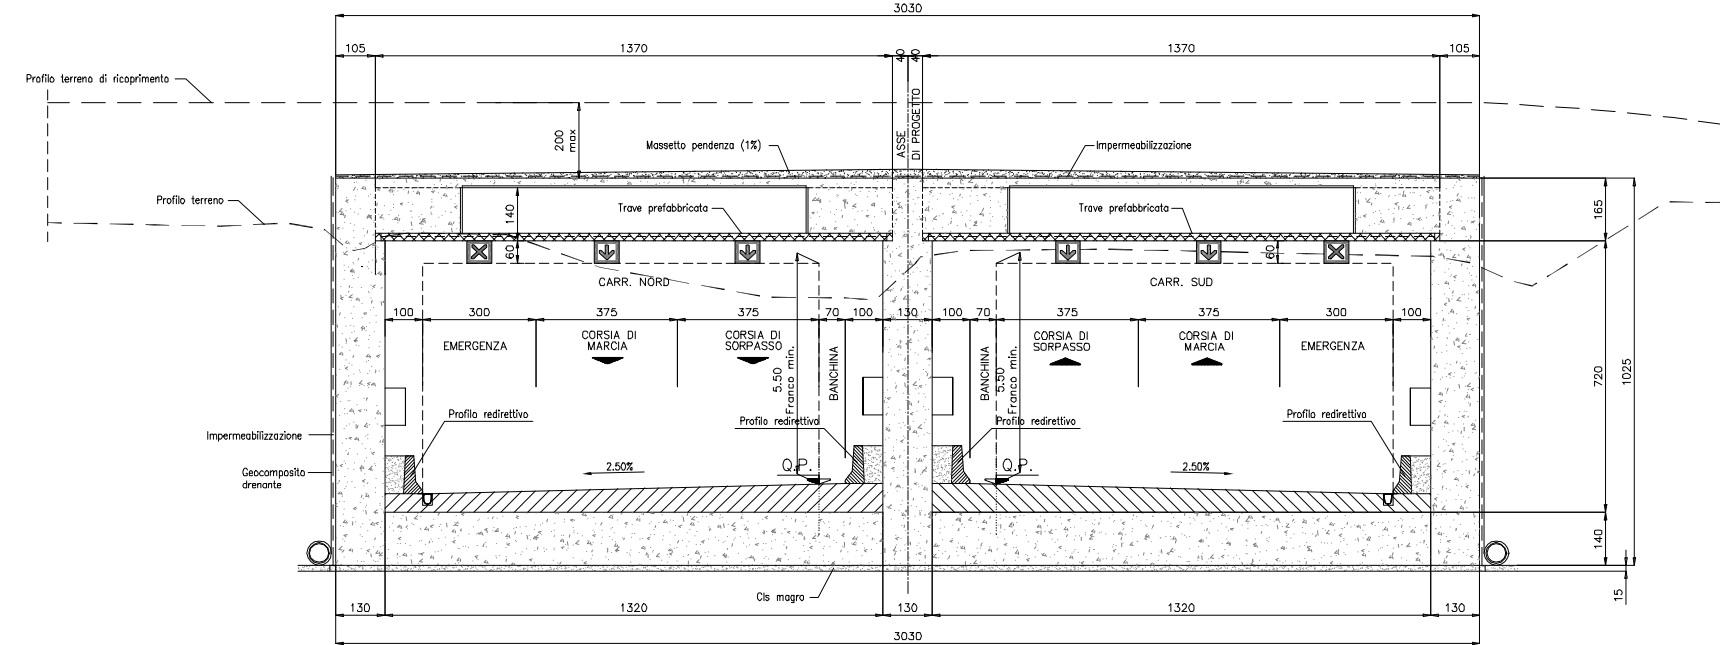 3030
105
1370
40
40
1370
105
Profilo terreno di ricoprimento
200
max
ASSE
DI PROGETTO
Massetto pendenza (1%)
Impermeabilizzazione
Profilo terreno
140
Trave prefabbricata
Trave prefabbricata
165
60
60
CARR. NORD
CARR. SUD
100
300
375
375
70
100
130
100
70
375
375
300
100
EMERGENZA
CORSIA DI
MARCIA
CORSIA DI
SORPASSO
BANCHINA
5.50
Franco min.
BANCHINA
5.50
Franco min.
CORSIA DI
SORPASSO
CORSIA DI
MARCIA
EMERGENZA
720
1025
Profilo redirettivo
Profilo redirettivo
Profilo redirettivo
Profilo redirettivo
Impermeabilizzazione
Geocomposito
drenante
2.50%
Q.P.
Q.P.
2.50%
140
15
Cls magro
130
1320
130
1320
130
3030